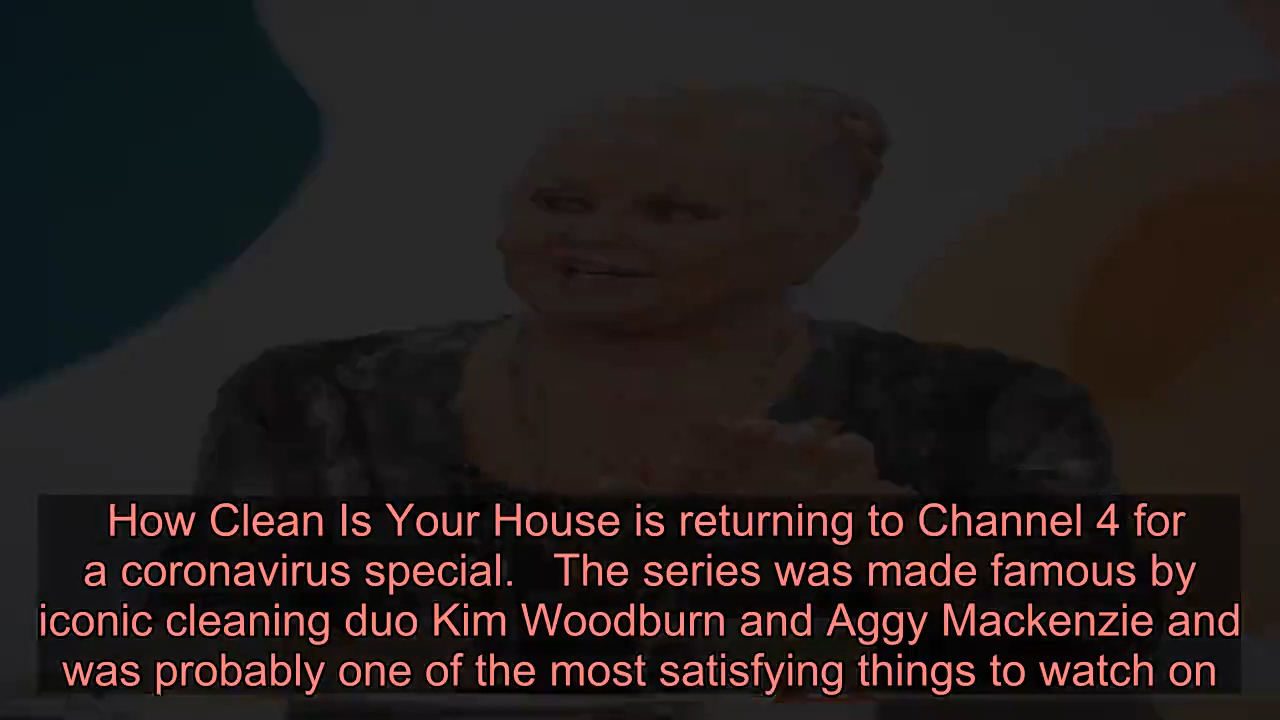 How Clean Is Your House is returning to Channel 4 for
a coronavirus special.   The series was made famous by
iconic cleaning duo Kim Woodburn and Aggy Mackenzie and
was probably one of the most satisfying things to watch on